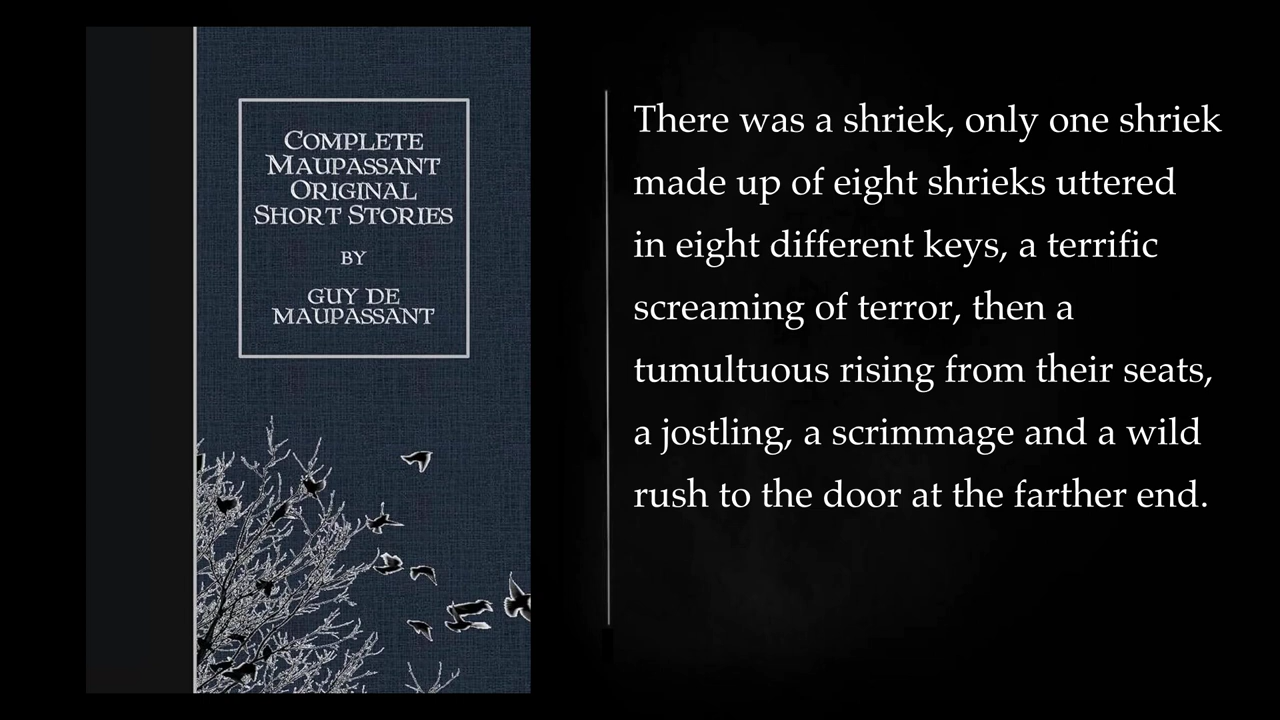 COMPLETE
MAUPASSANT
ORIGINAL
SHORT STORIES
BY
GUY DE
MAUPASSANT
There was a shriek, only one shriek
made up of eight shrieks uttered
in eight different keys, a terrific
screaming of terror, then a
tumultuous rising from their seats,
a jostling, a scrimmage and a wild
rush to the door at the farther end.